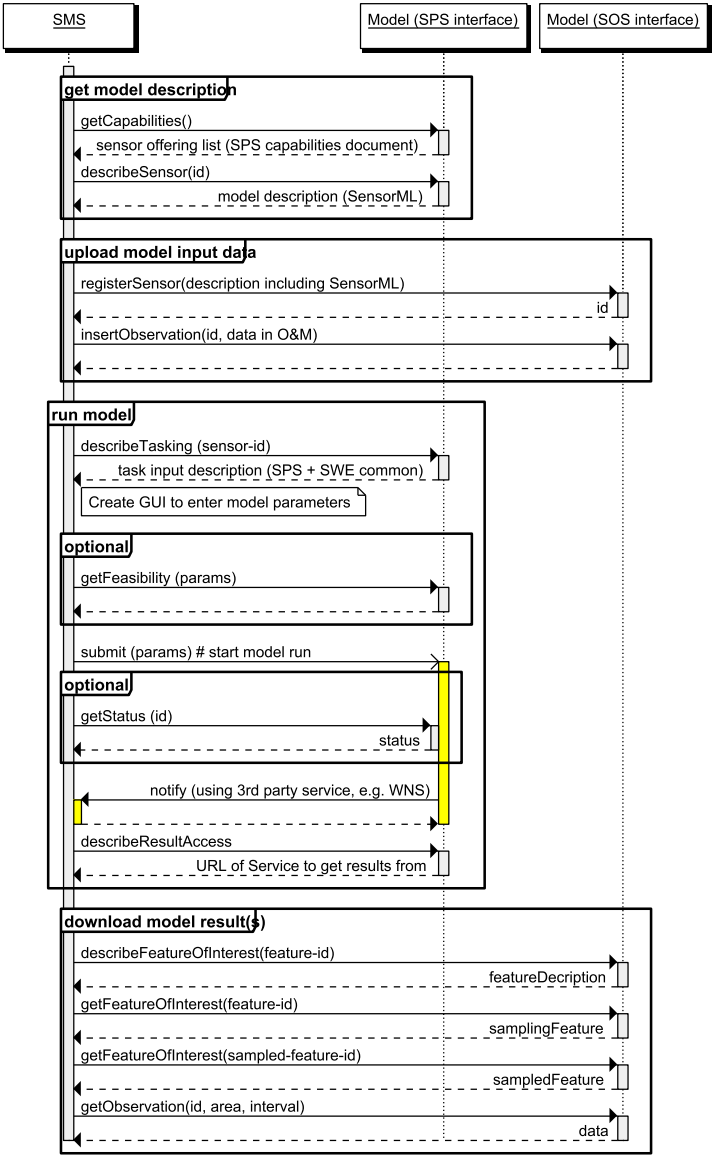 SMS
Model (SPS interface)
Model (SOS interface)
get model description
getCapabilities()
sensor offering list (SPS capabilities document)
describeSensor(id)
model description (SensorML)
upload model input data
registerSensor(description including SensorML)
id
insertObservation(id, data in O&M)
run model
describeTasking (sensor-id)
task input description (SPS + SWE common)
Create GUI to enter model parameters
optional
getFeasibility (params)
submit (params) # start model run
optional
getStatus (id)
status
notify (using 3rd party service, e.g. WNS)
describeResultAccess
URL of Service to get results from
download model result(s)
describeFeatureOfInterest(feature-id)
featureDecription
getFeatureOfInterest(feature-id)
samplingFeature
getFeatureOfInterest(sampled-feature-id)
sampledFeature
getObservation(id, area, interval)
data